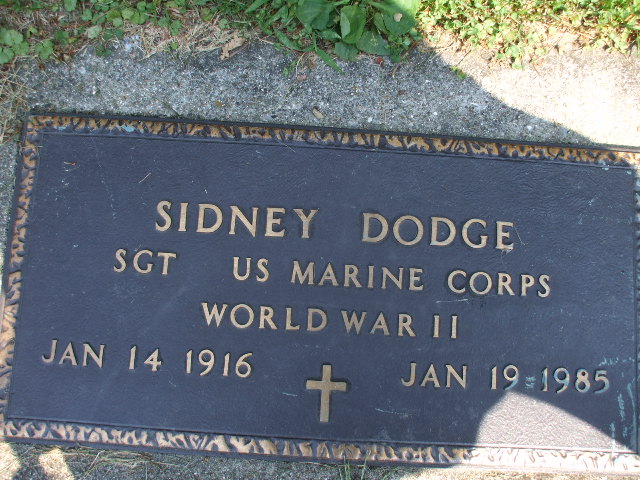 SIDNEY DODGE
SGT US MARINE CORPS
WORLD WAR II
JAN 14 1916 JAN 19 1985